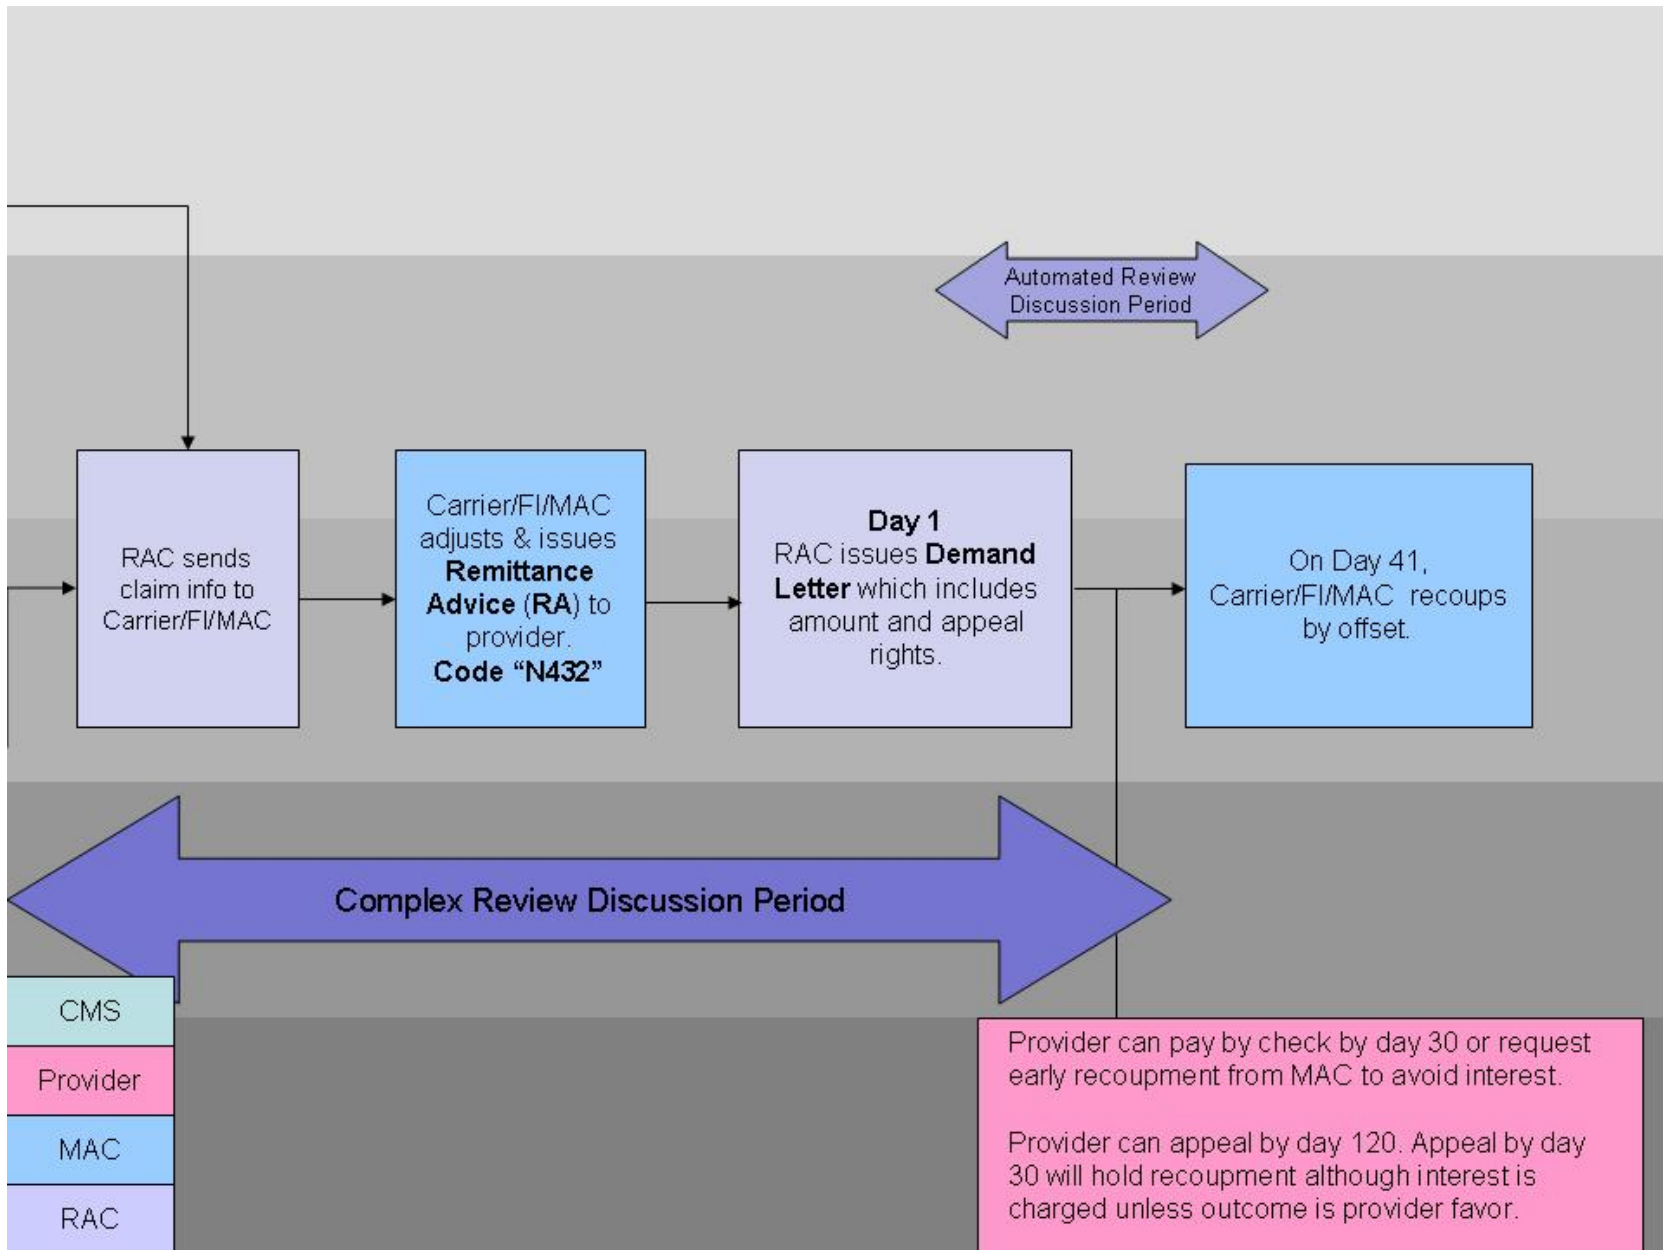 Automated Review
Discussion Period
RAC sends
claim info to
Carrier/FI/MAC
Carrier/FI/MAC
adjusts & issues
Remittance
Advice (RA) to
provider.
Code “N432”
Day 1
RAC issues Demand
Letter which includes
amount and appeal
rights.
On Day 41,
Carrier/FI/MAC recoups
by offset.
Complex Review Discussion Period
CMS
Provider
MAC
RAC
Provider can pay by check by day 30 or request
early recoupment from MAC to avoid interest.
Provider can appeal by day 120. Appeal by day
30 will hold recoupment although interest is
charged unless outcome is provider favor.